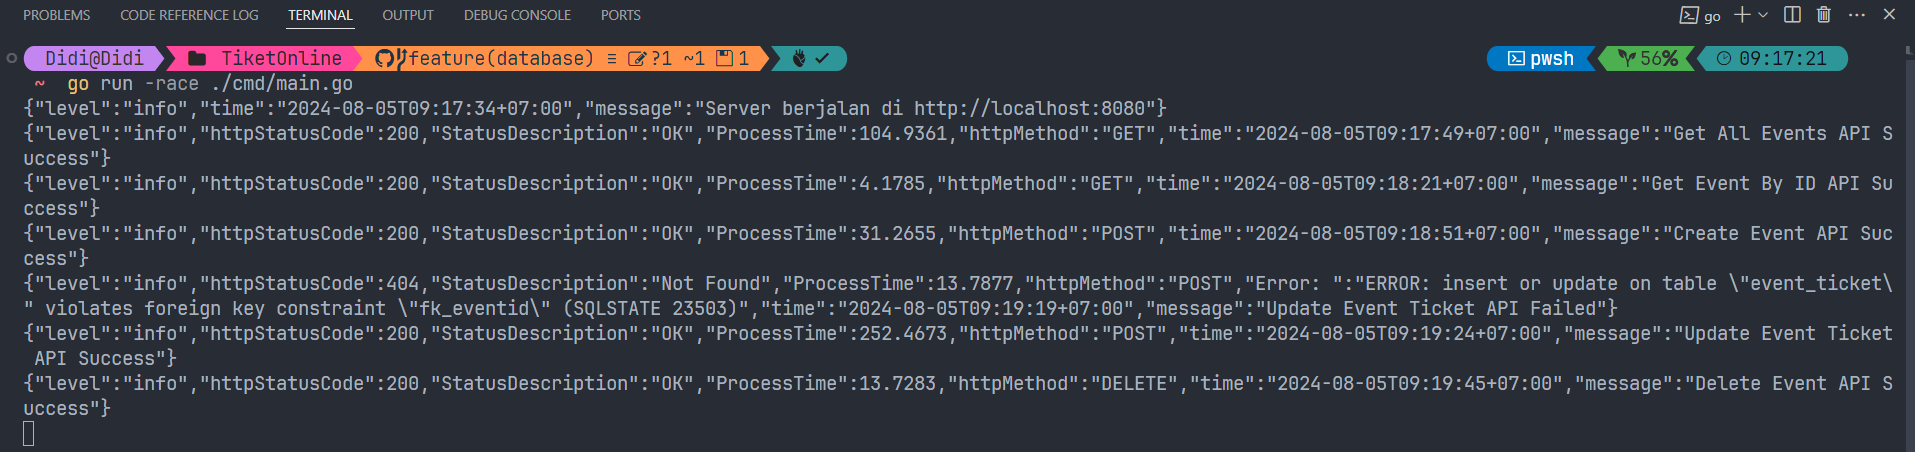 PROBLEMS CODE REFERENCE LOG TERMINAL OUTPUT DEBUG CONSOLE PORTS go
Didi@Didi TiketOnline feature(database) ≡ ?1 ~1 1 pwsh 56% 09:17:21
~ go run -race ./cmd/main.go
{"level":"info","time":"2024-08-05T09:17:34+07:00","message":"Server berjalan di http://localhost:8080"}
{"level":"info","httpStatusCode":200,"StatusDescription":"OK","ProcessTime":104.9361,"httpMethod":"GET","time":"2024-08-05T09:17:49+07:00","message":"Get All Events API S
uccess"}
{"level":"info","httpStatusCode":200,"StatusDescription":"OK","ProcessTime":4.1785,"httpMethod":"GET","time":"2024-08-05T09:18:21+07:00","message":"Get Event By ID API Su
ccess"}
{"level":"info","httpStatusCode":200,"StatusDescription":"OK","ProcessTime":31.2655,"httpMethod":"POST","time":"2024-08-05T09:18:51+07:00","message":"Create Event API Suc
cess"}
{"level":"info","httpStatusCode":404,"StatusDescription":"Not Found","ProcessTime":13.7877,"httpMethod":"POST","Error: ":"ERROR: insert or update on table \"event_ticket\
" violates foreign key constraint \"fk_eventid\" (SQLSTATE 23503)","time":"2024-08-05T09:19:19+07:00","message":"Update Event Ticket API Failed"}
{"level":"info","httpStatusCode":200,"StatusDescription":"OK","ProcessTime":252.4673,"httpMethod":"POST","time":"2024-08-05T09:19:24+07:00","message":"Update Event Ticket
 API Success"}
{"level":"info","httpStatusCode":200,"StatusDescription":"OK","ProcessTime":13.7283,"httpMethod":"DELETE","time":"2024-08-05T09:19:45+07:00","message":"Delete Event API S
uccess"}